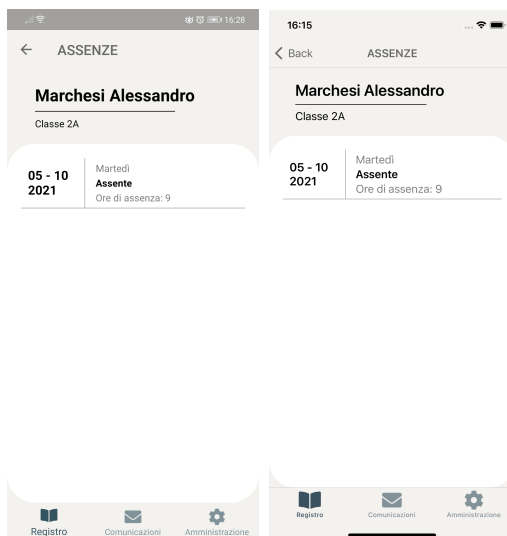 16:28
ASSENZE
Marchesi Alessandro
Classe 2A
05 - 10
2021
Martedì
Assente
Ore di assenza: 9
Registro
Comunicazioni
Amministrazione
16:15
Back
ASSENZE
Marchesi Alessandro
Classe 2A
05 - 10
2021
Martedì
Assente
Ore di assenza: 9
Registro
Comunicazioni
Amministrazione